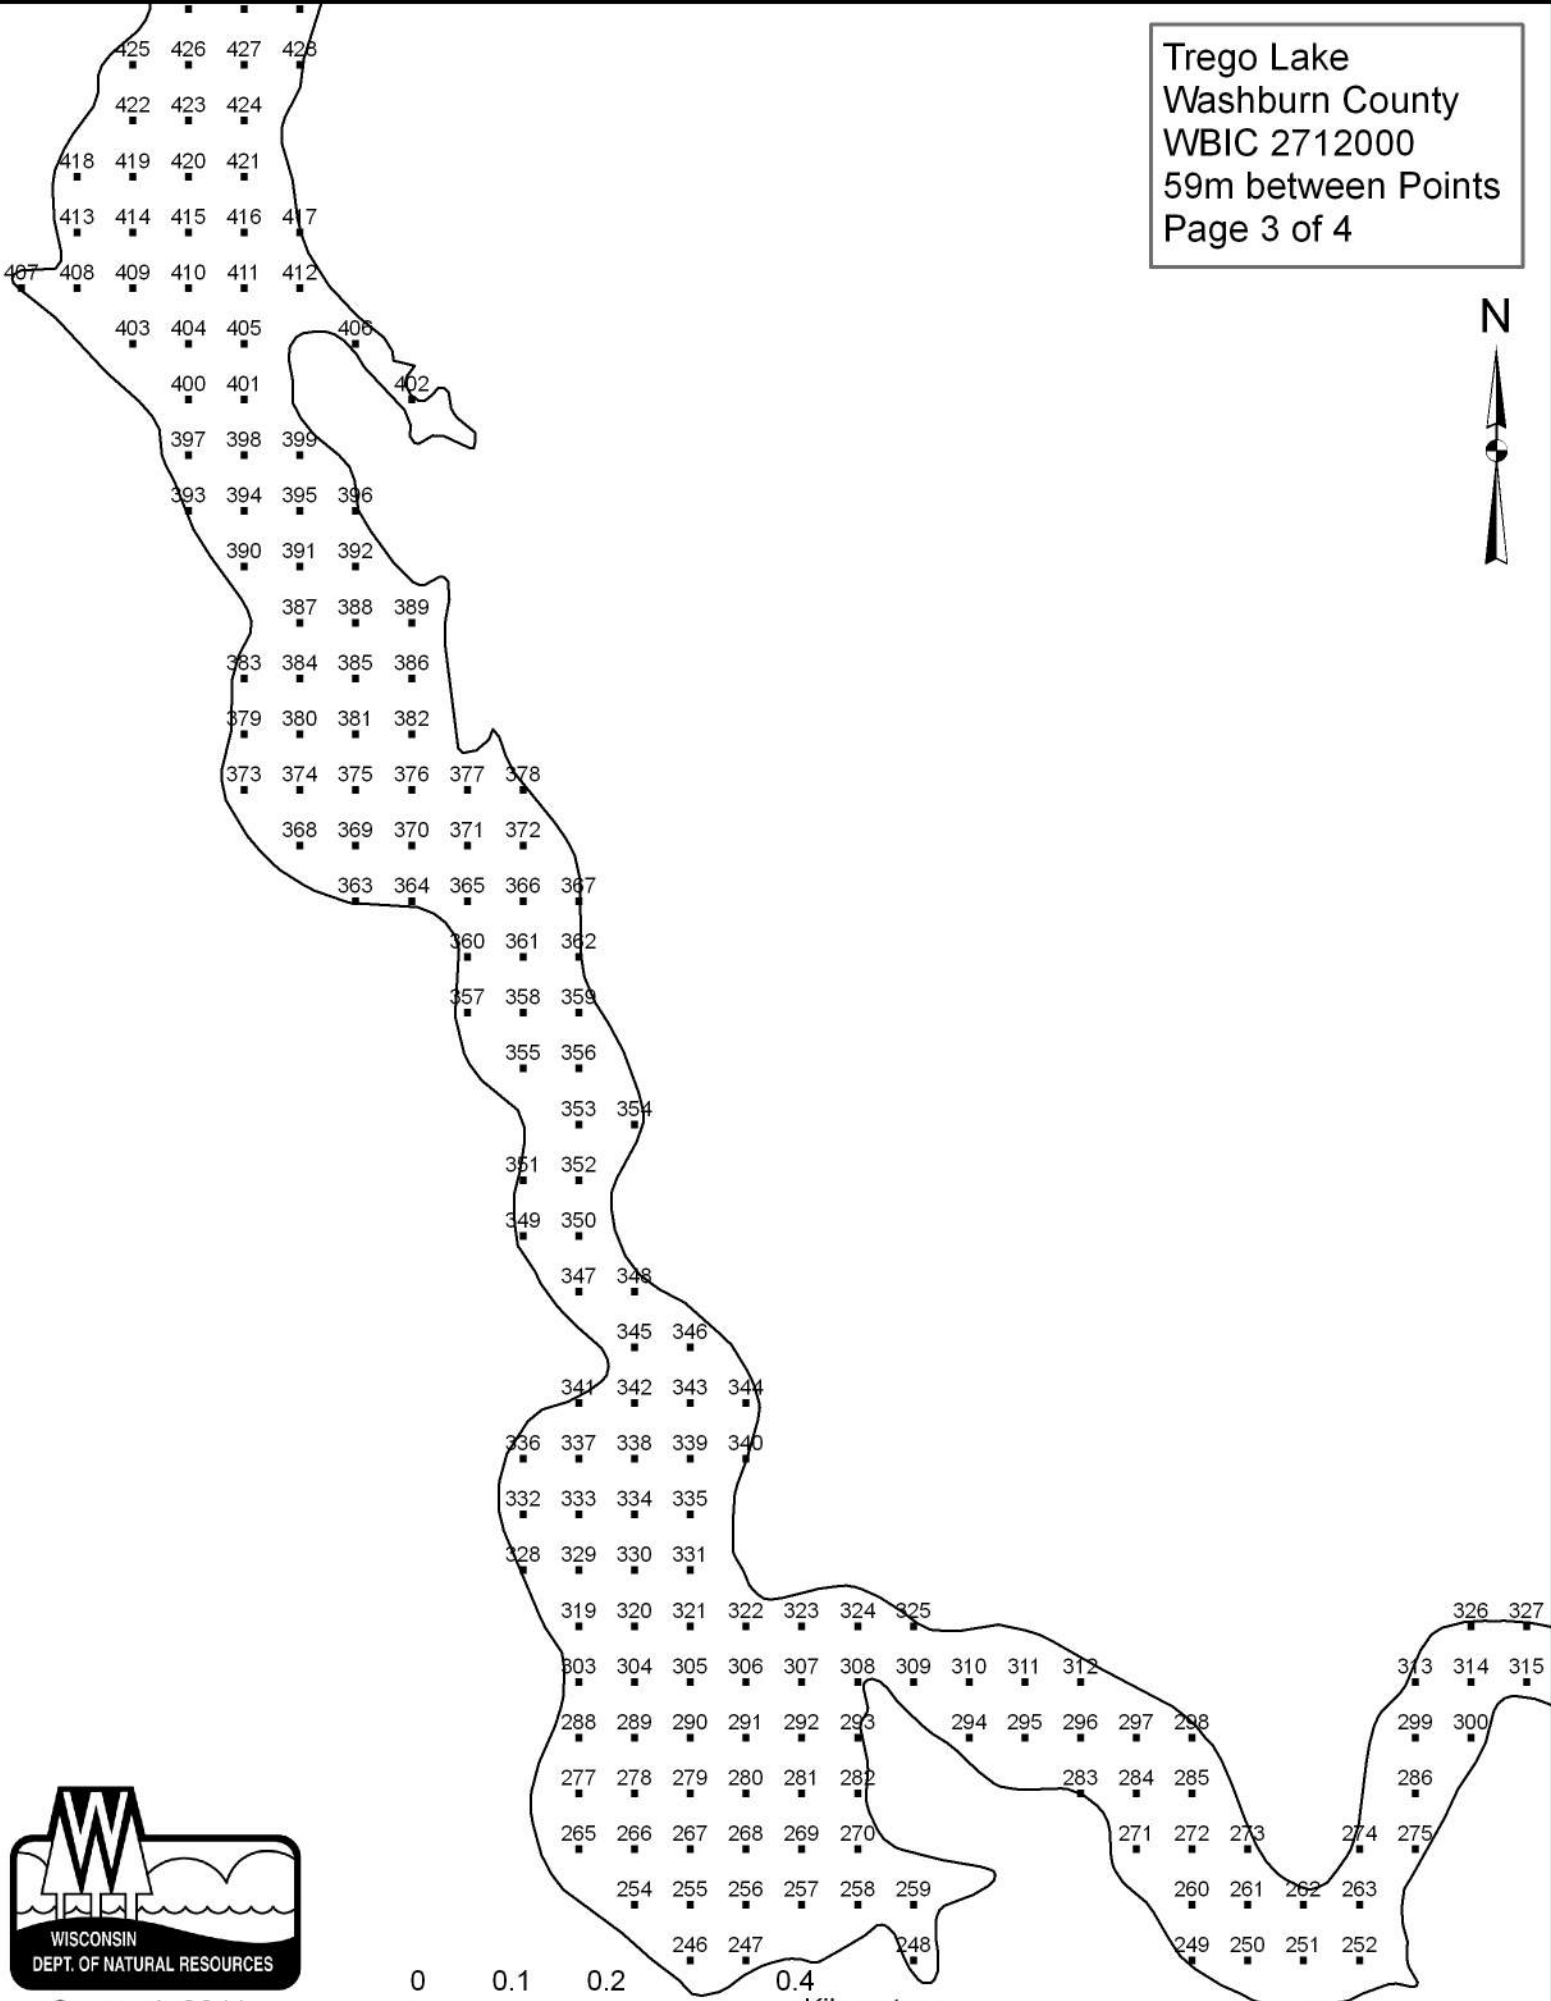 425 426 427 428
Trego Lake
Washburn County
WBIC 2712000
59m between Points
Page 3 of 4
422 423 424
418 419 420 421
413 414 415 416 417
407 408 409 410 411 412
N
403 404 405 406
400 401 402
397 398 399
393 394 395 396
390 391 392
387 388 389
383 384 385 386
379 380 381 382
373 374 375 376 377 378
368 369 370 371 372
363 364 365 366 367
360 361 362
357 358 359
355 356
353 354
351 352
349 350
347 348
345 346
341 342 343 344
336 337 338 339 340
332 333 334 335
328 329 330 331
319 320 321 322 323 324 325 326 327
303 304 305 306 307 308 309 310 311 312 313 314 315
288 289 290 291 292 293 294 295 296 297 298 299 300
277 278 279 280 281 282 283 284 285 286
265 266 267 268 269 270 271 272 273 274 275
254 255 256 257 258 259 260 261 262 263
246 247 248 249 250 251 252
W
WISCONSIN
DEPT. OF NATURAL RESOURCES
0 0.1 0.2 0.4